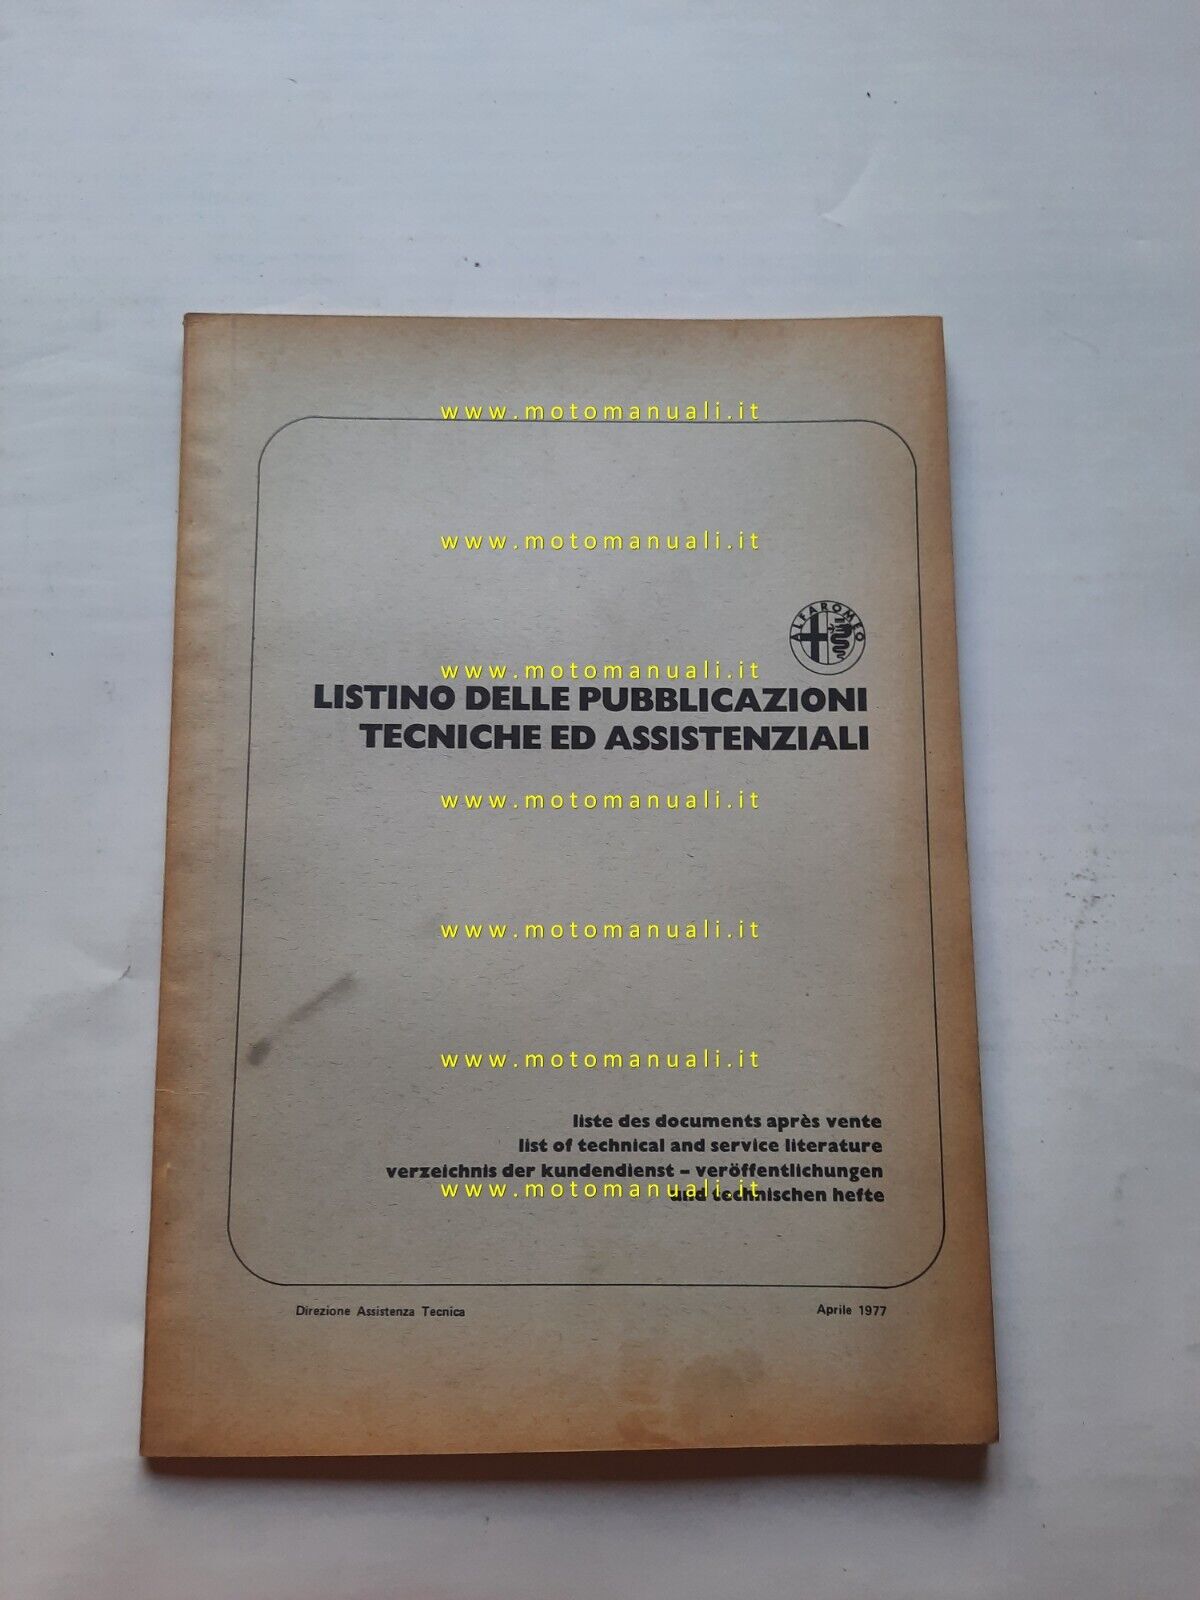 www.motomanuali.it
www.motomanuali.it
ALFA ROMEO
www.motomanuali.it
LISTINO DELLE PUBBLICAZIONI
TECNICHE ED ASSISTENZIALI
www.motomanuali.it
www.motomanuali.it
www.motomanuali.it
liste des documents après vente
list of technical and service literature
verzeichnis der kundendienst – veröffentlichungen
www.motomanuali.it
und technischen hefte
Direzione Assistenza Tecnica
Aprile 1977